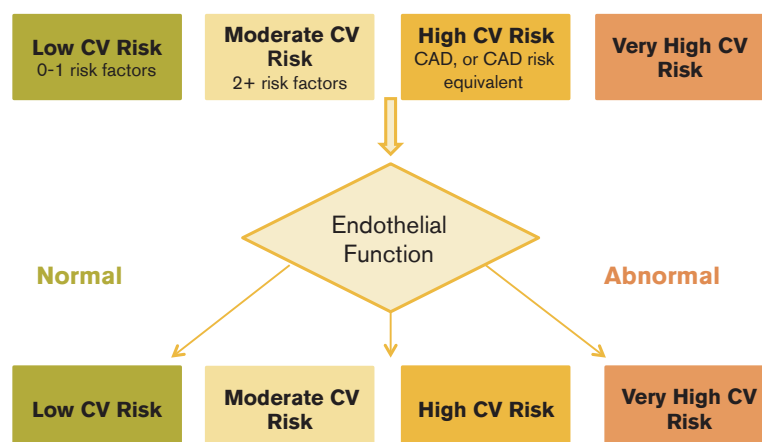 Low CV Risk
0-1 risk factors
Moderate CV
Risk
2+ risk factors
High CV Risk
CAD, or CAD risk
equivalent
Very High CV
Risk
Endothelial
Function
Normal
Abnormal
Low CV Risk
Moderate CV
Risk
High CV Risk
Very High CV
Risk